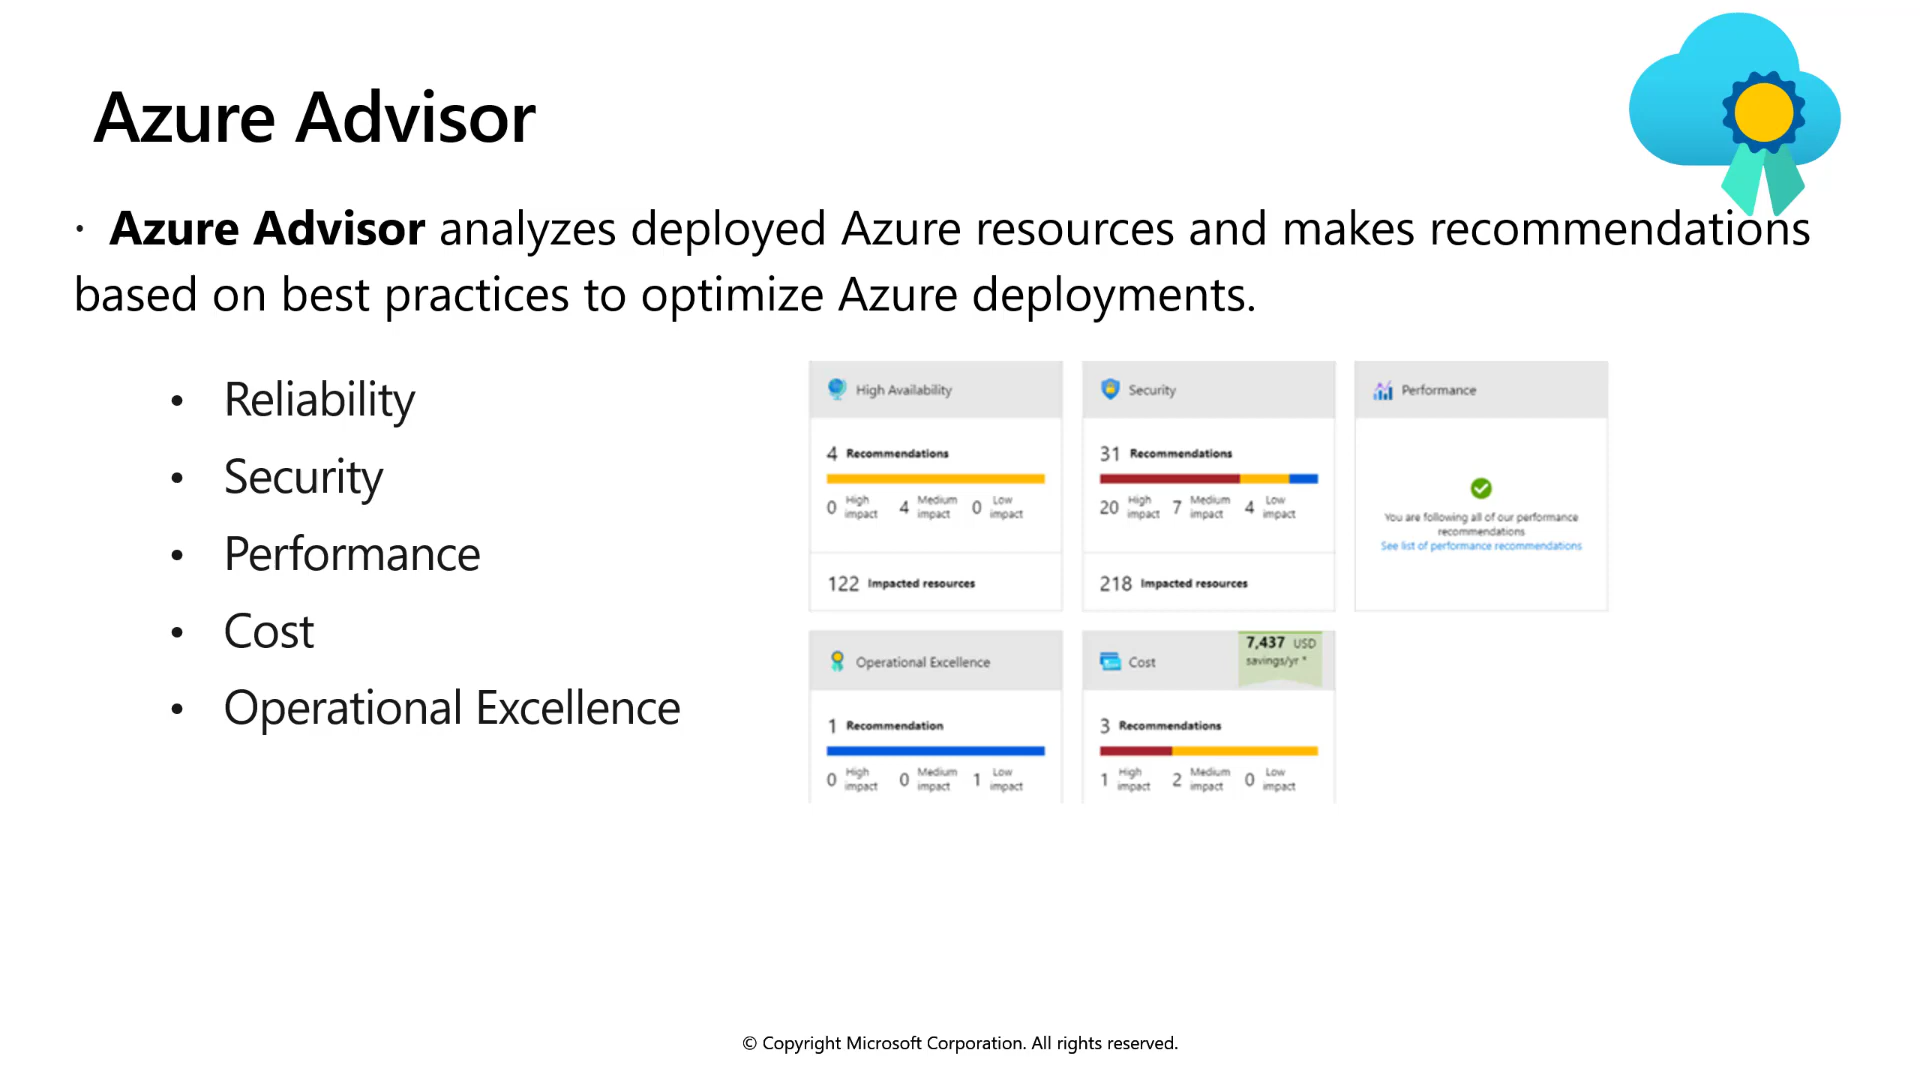 Azure Advisor
· Azure Advisor analyzes deployed Azure resources and makes recommendations
based on best practices to optimize Azure deployments.
• Reliability
• Security
• Performance
• Cost
• Operational Excellence
High Availability
4 Recommendations
0 High impact 4 Medium impact 0 Low impact
122 Impacted resources
Security
31 Recommendations
20 High impact 7 Medium impact 4 Low impact
218 Impacted resources
Performance
You are following all of our performance
recommendations
See list of performance recommendations
Operational Excellence
1 Recommendation
0 High impact 0 Medium impact 1 Low impact
Cost
7,437 USD
savings/yr *
3 Recommendations
1 High impact 2 Medium impact 0 Low impact
© Copyright Microsoft Corporation. All rights reserved.